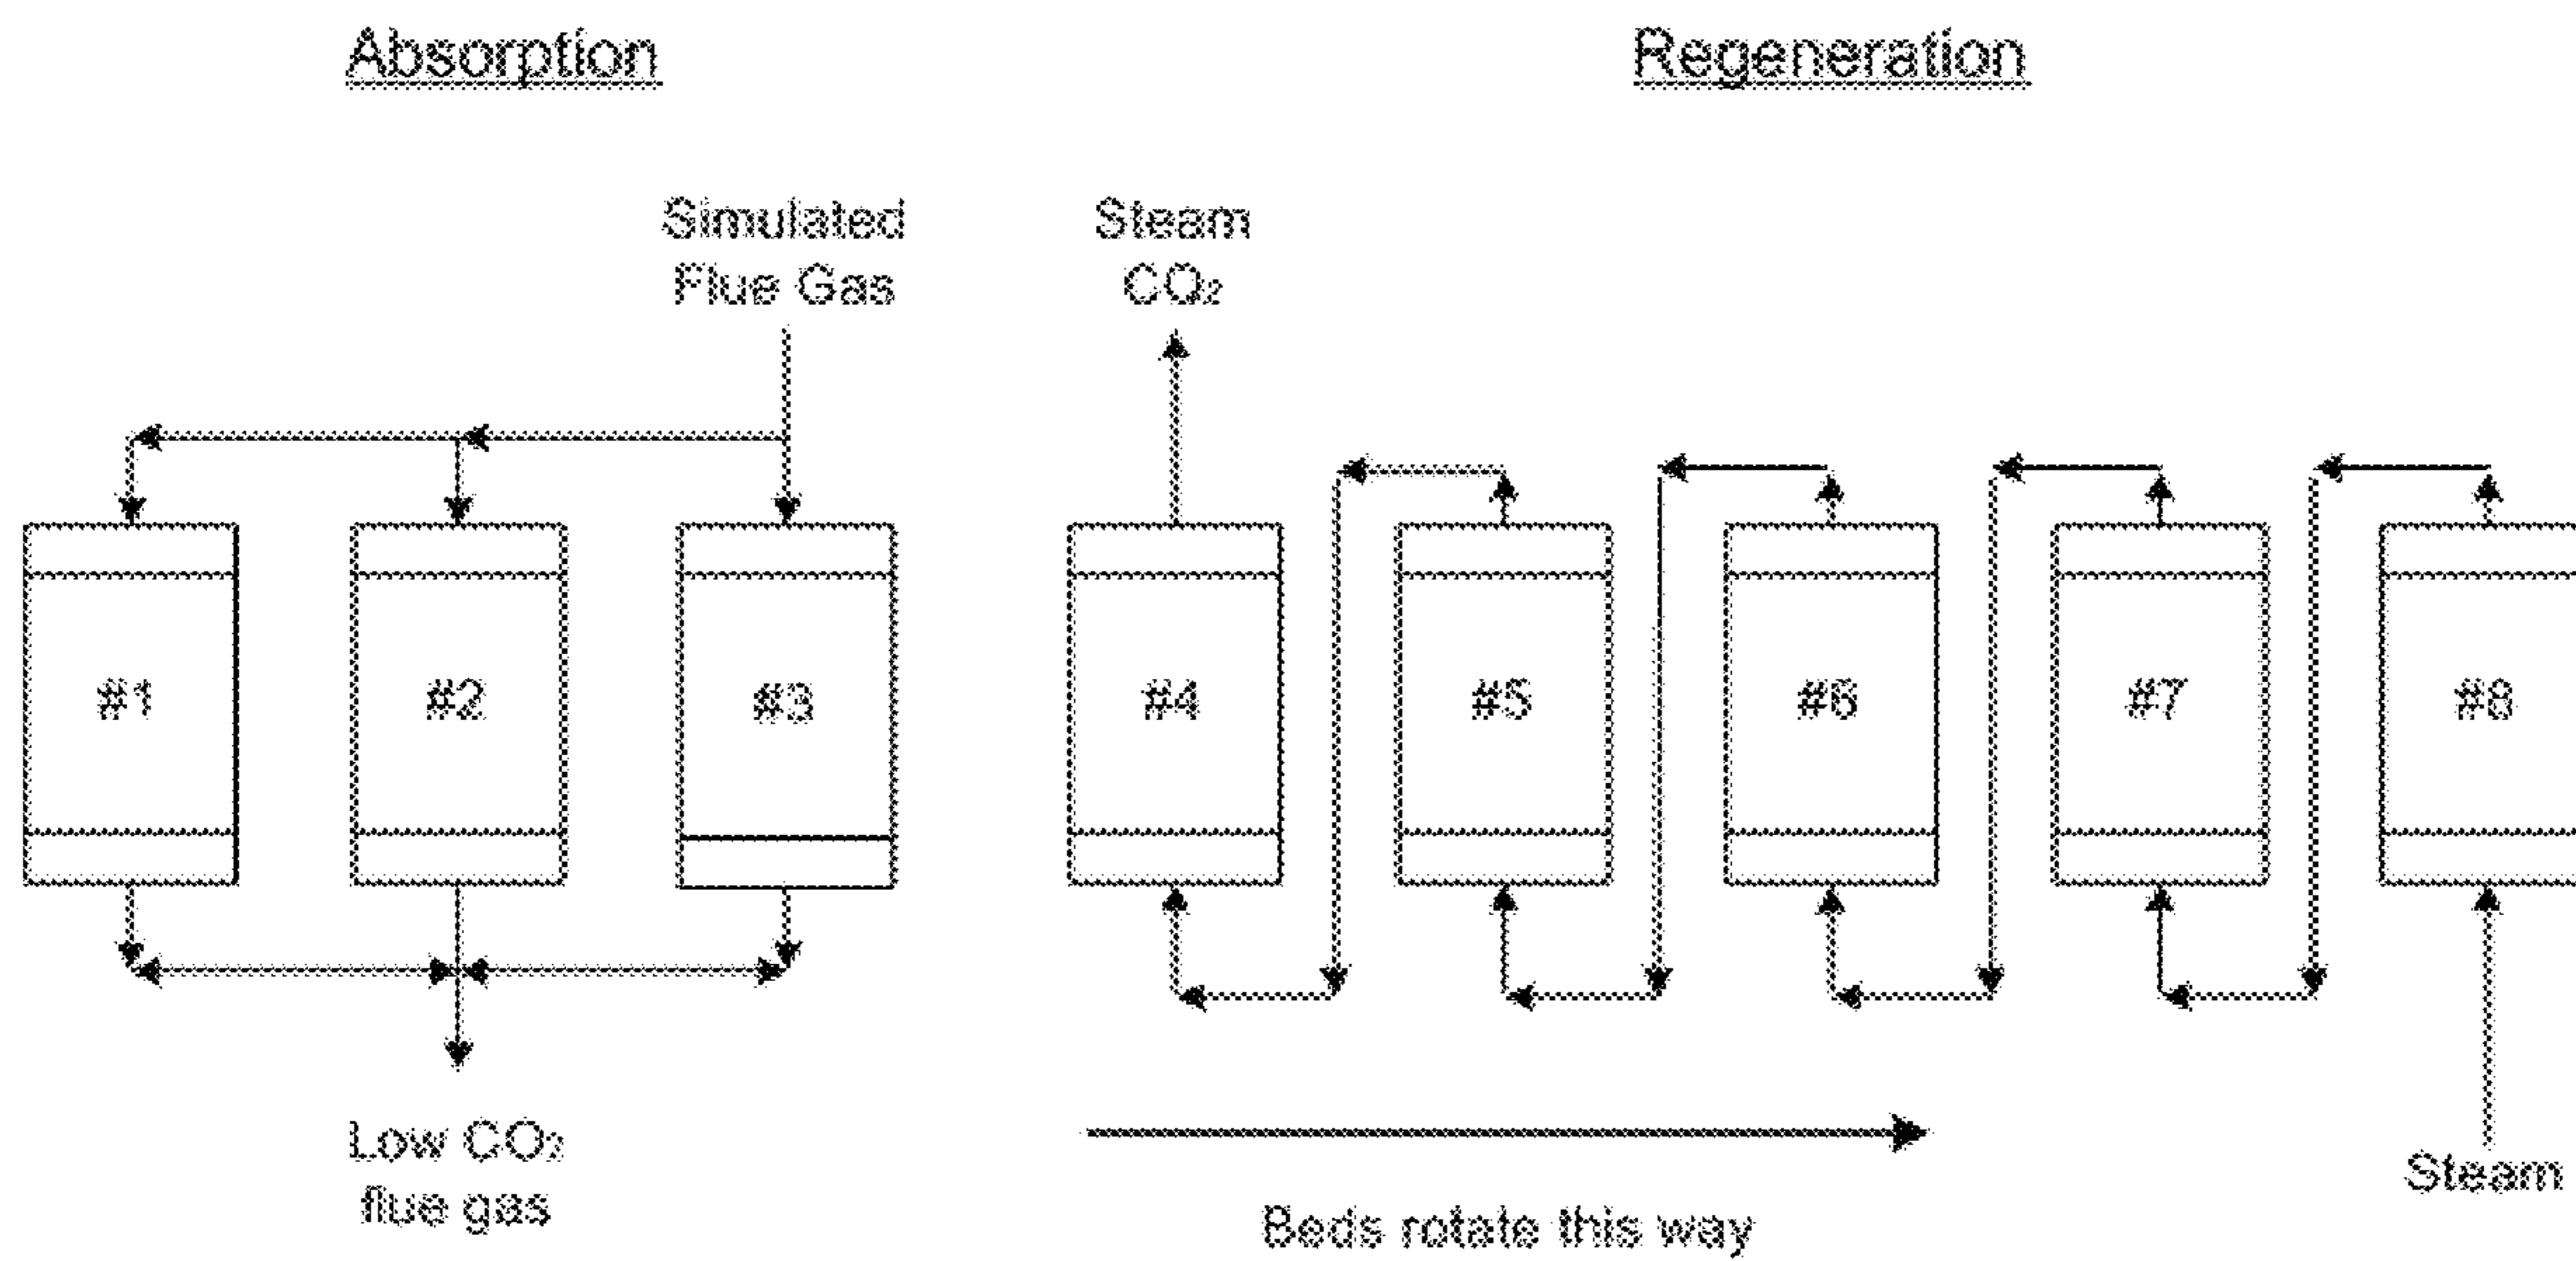 Absorption
Regeneration
Simulated
Flue Gas
Steam
CO₂
#1
#2
#3
#4
#5
#6
#7
#8
Low CO₂
flue gas
Steam
Beds rotate this way